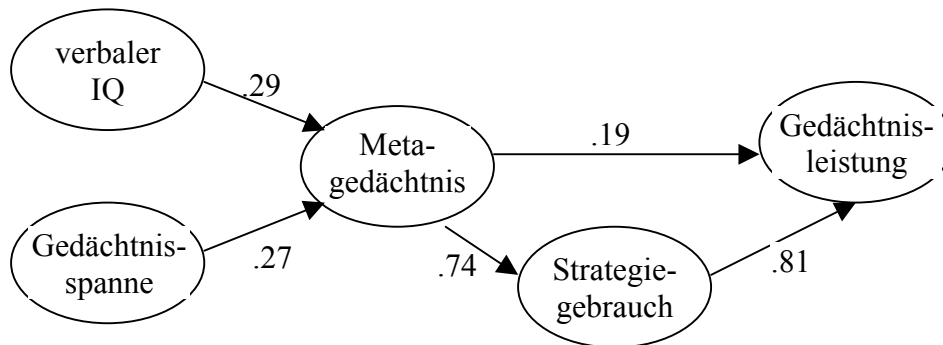 verbaler
IQ
.29
Meta-
gedächtnis
.19
Gedächtnis-
leistung
Gedächtnis-
spanne
.27
.74
Strategie-
gebrauch
.81